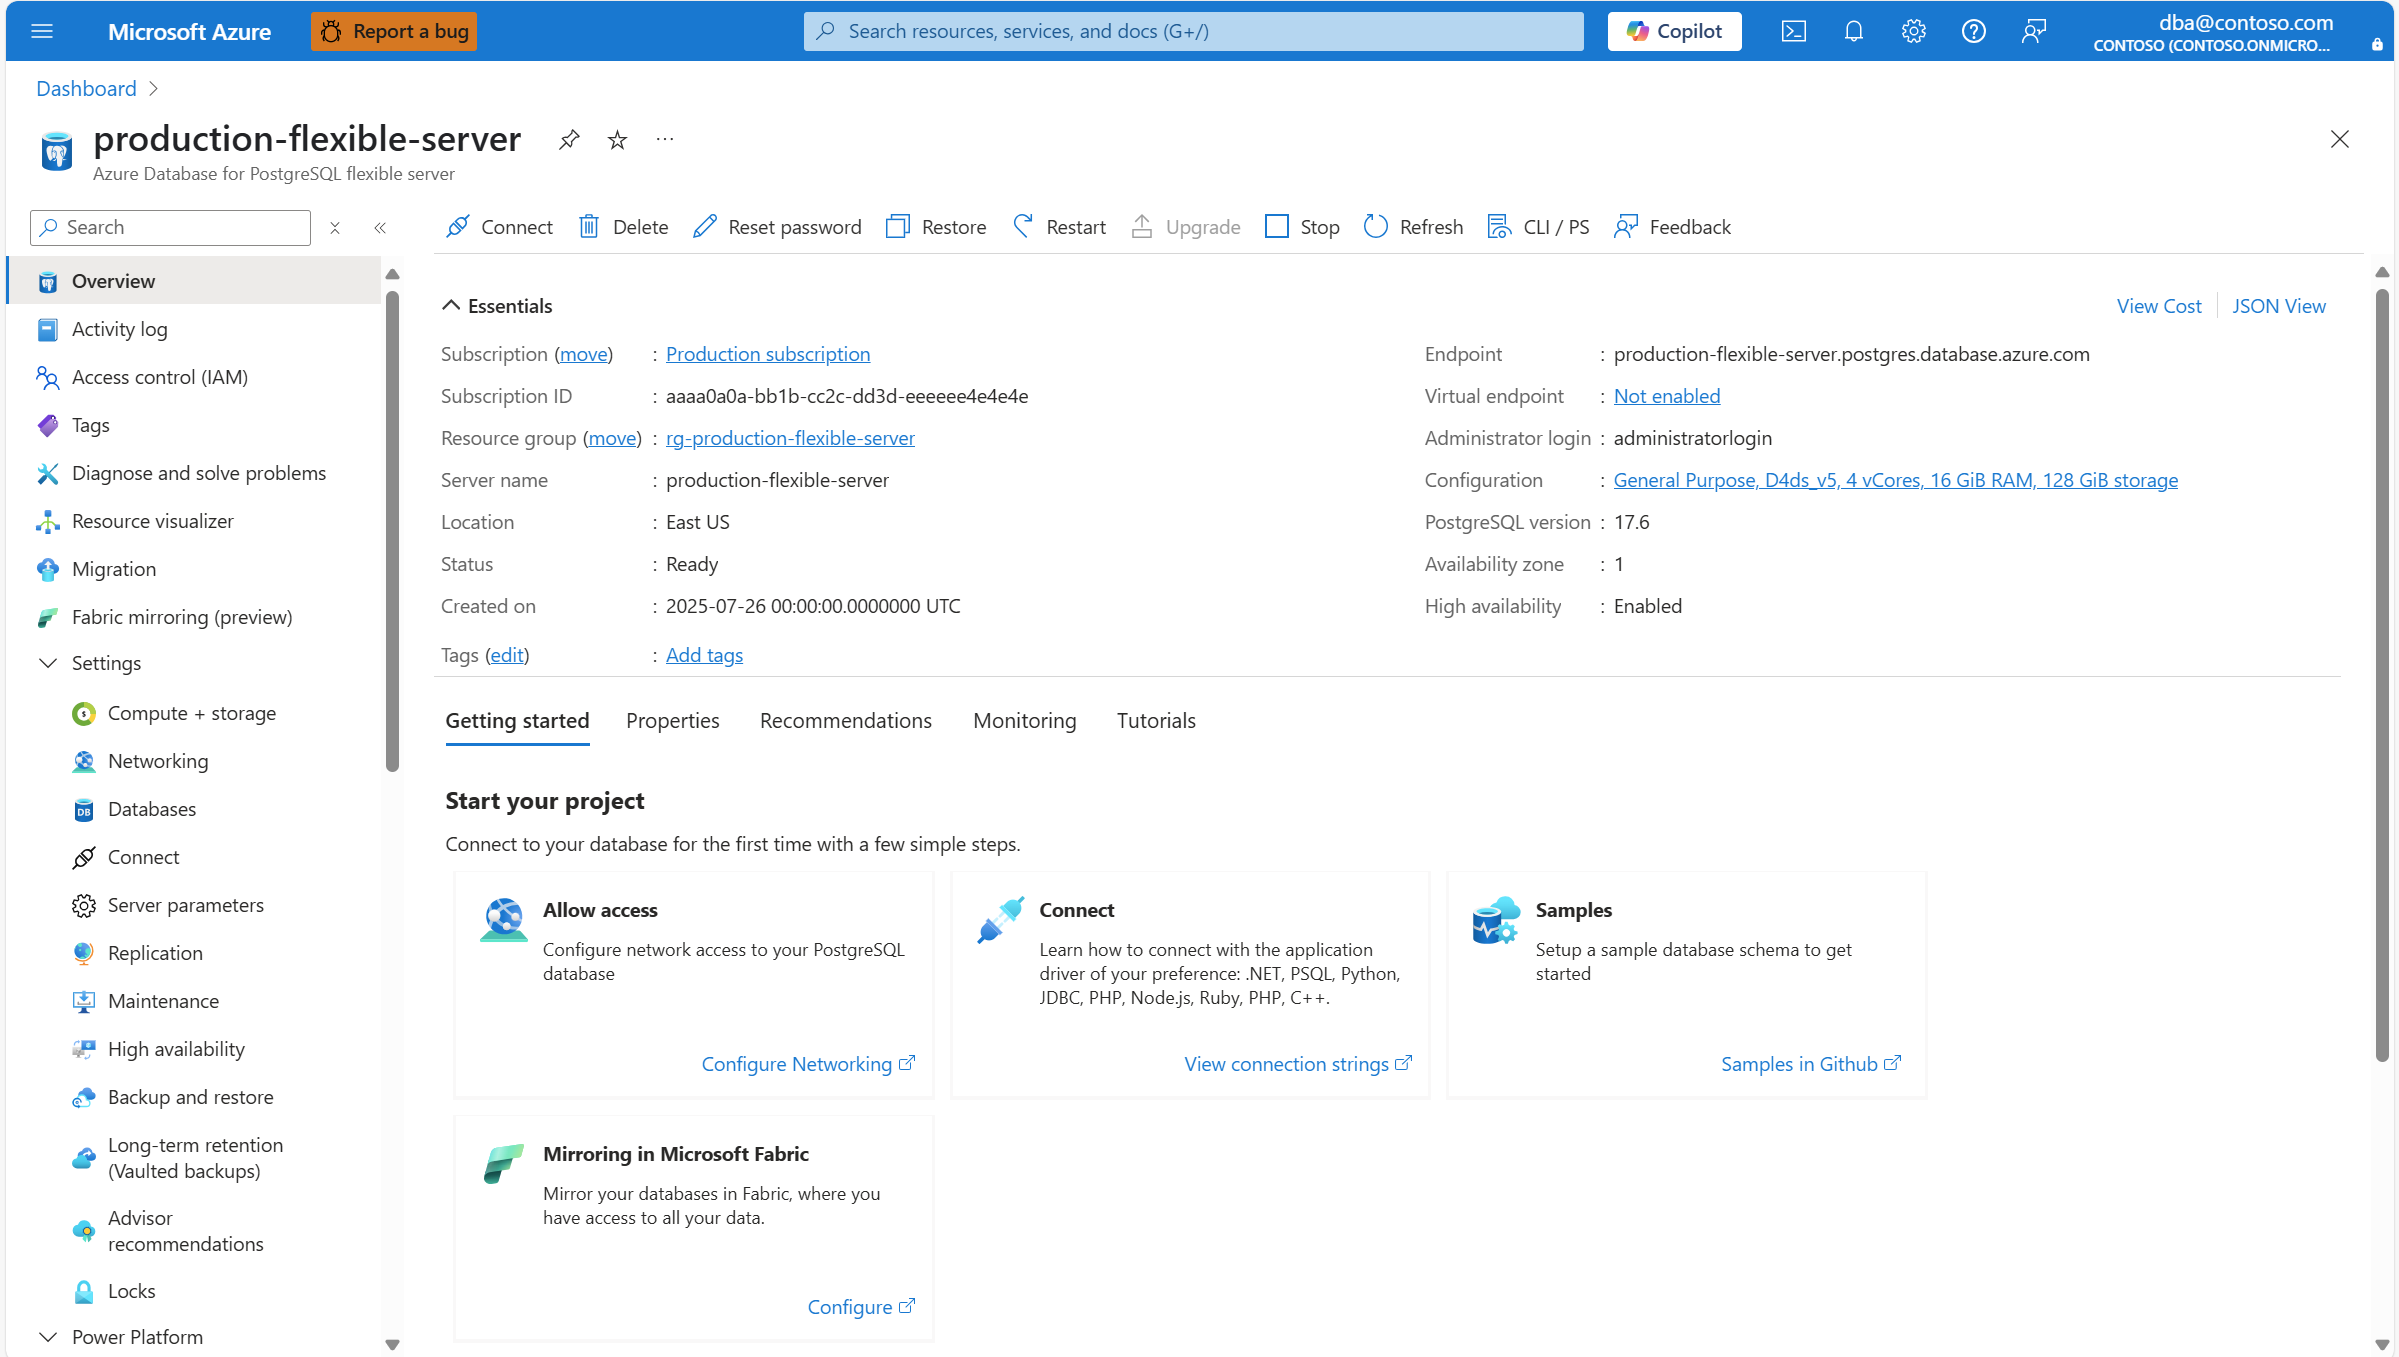 Microsoft Azure
Report a bug
Search resources, services, and docs (G+/)
Copilot
dba@contoso.com
CONTOSO (CONTOSO.ONMICRO...
Dashboard
production-flexible-server
Azure Database for PostgreSQL flexible server
Search
Connect
Delete
Reset password
Restore
Restart
Upgrade
Stop
Refresh
CLI / PS
Feedback
Overview
Activity log
Access control (IAM)
Tags
Diagnose and solve problems
Resource visualizer
Migration
Fabric mirroring (preview)
Settings
Compute + storage
Networking
Databases
Connect
Server parameters
Replication
Maintenance
High availability
Backup and restore
Long-term retention
(Vaulted backups)
Advisor
recommendations
Locks
Power Platform
Essentials
View Cost
JSON View
Subscription (move) : Production subscription
Subscription ID : aaaa0a0a-bb1b-cc2c-dd3d-eeeeee4e4e4e
Resource group (move) : rg-production-flexible-server
Server name : production-flexible-server
Location : East US
Status : Ready
Created on : 2025-07-26 00:00:00.0000000 UTC
Tags (edit) : Add tags
Endpoint : production-flexible-server.postgres.database.azure.com
Virtual endpoint : Not enabled
Administrator login : administratorlogin
Configuration : General Purpose, D4ds_v5, 4 vCores, 16 GiB RAM, 128 GiB storage
PostgreSQL version : 17.6
Availability zone : 1
High availability : Enabled
Getting started
Properties
Recommendations
Monitoring
Tutorials
Start your project
Connect to your database for the first time with a few simple steps.
Allow access
Configure network access to your PostgreSQL
database
Configure Networking
Connect
Learn how to connect with the application
driver of your preference: .NET, PSQL, Python,
JDBC, PHP, Node.js, Ruby, PHP, C++.
View connection strings
Samples
Setup a sample database schema to get
started
Samples in Github
Mirroring in Microsoft Fabric
Mirror your databases in Fabric, where you
have access to all your data.
Configure